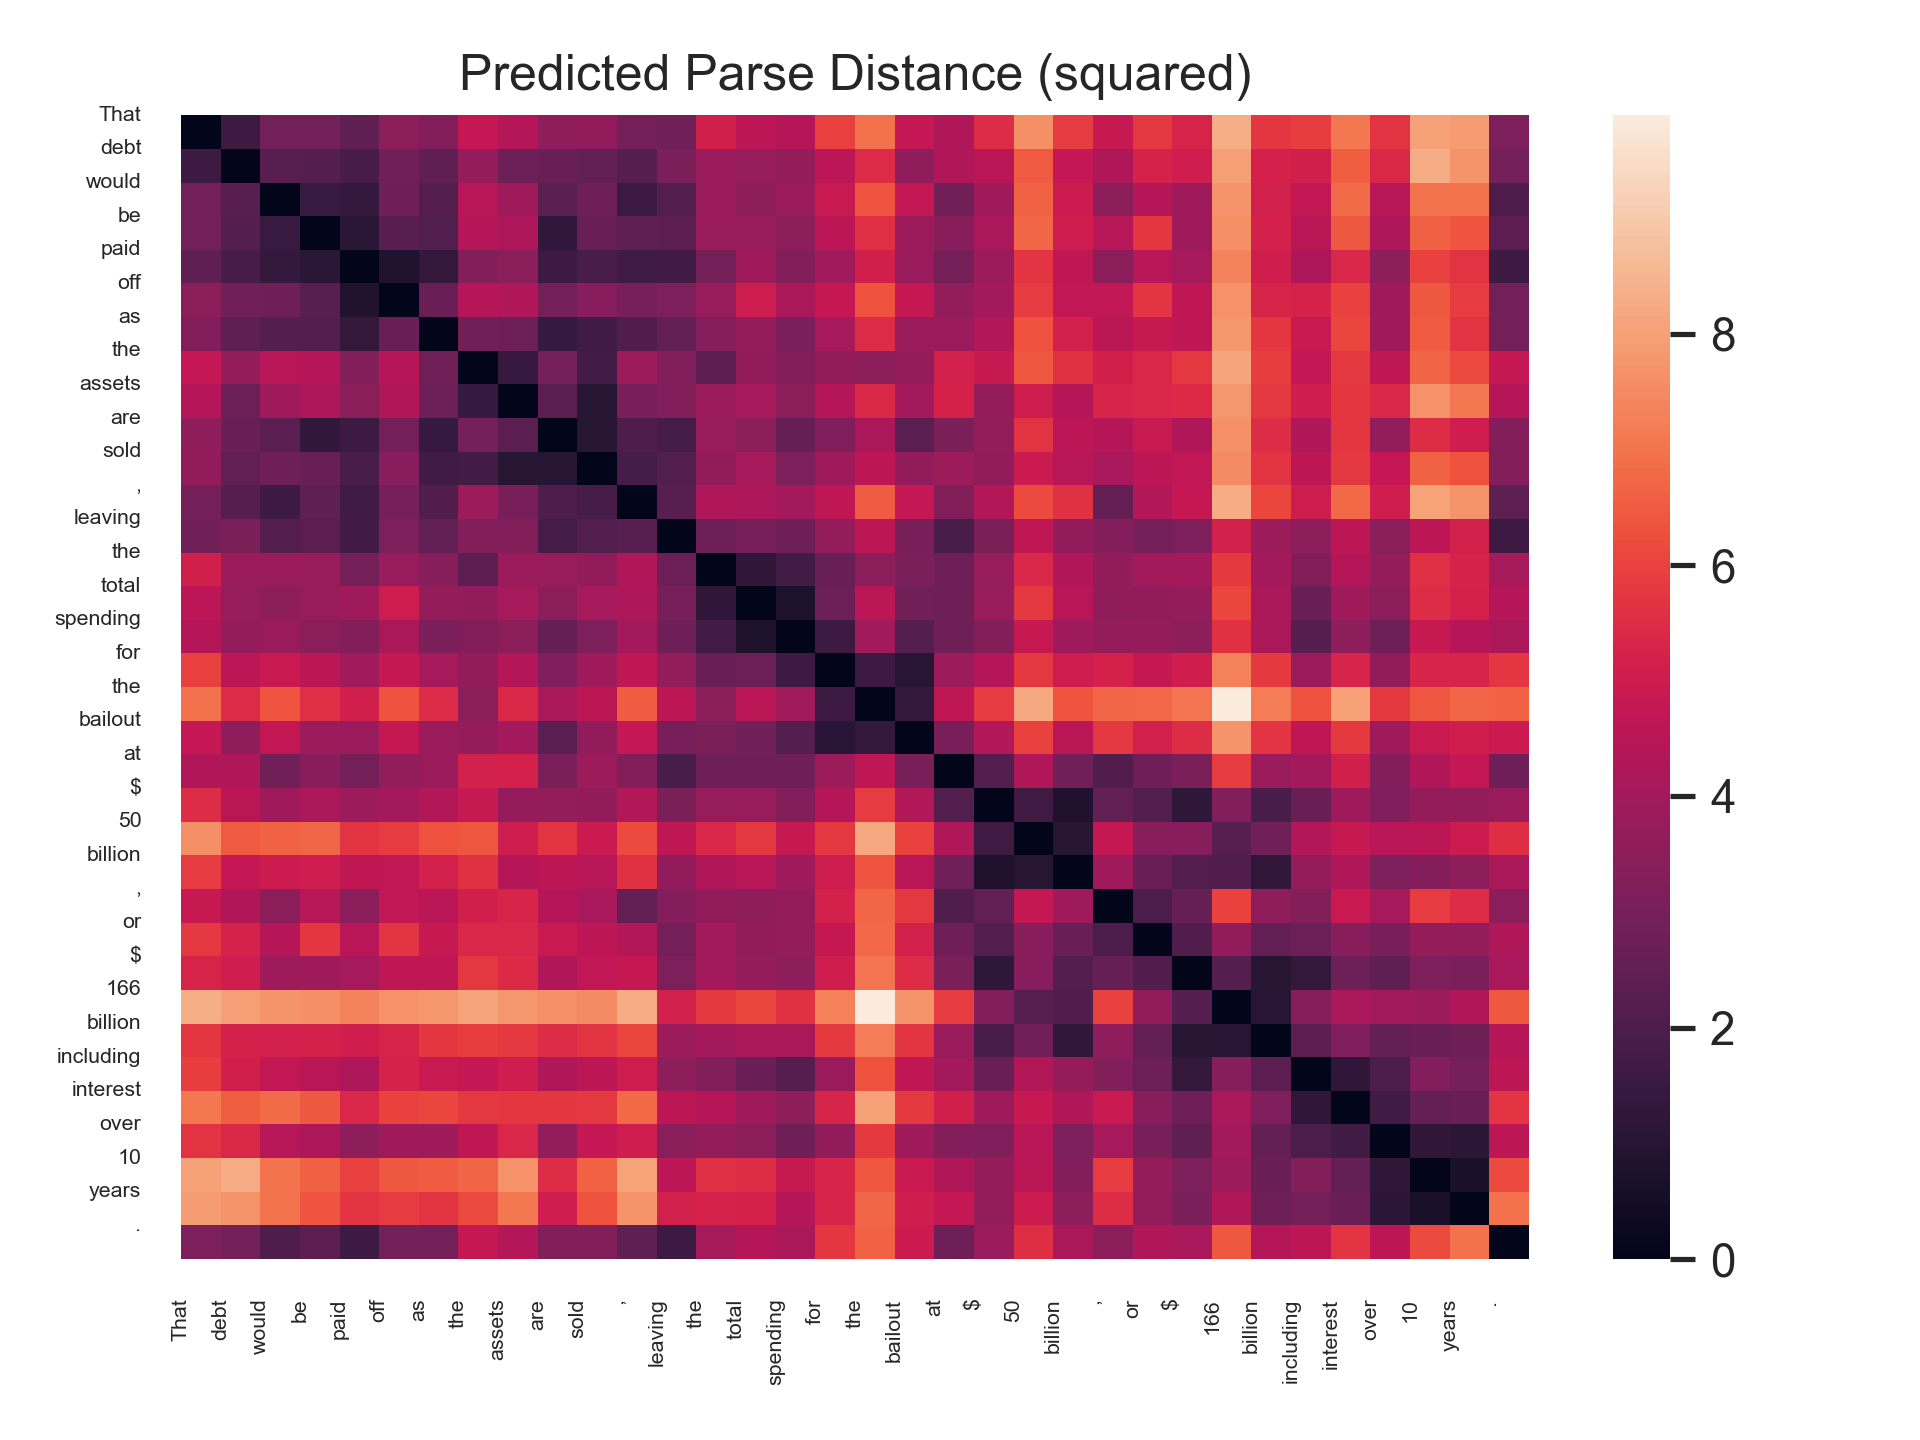 Predicted Parse Distance (squared)
That
debt
would
be
paid
off
as
the
assets
are
sold
,
leaving
the
total
spending
for
the
bailout
at
$
50
billion
,
or
$
166
billion
including
interest
over
10
years
.
8
6
4
2
0
That
debt
would
be
paid
off
as
the
assets
are
sold
,
leaving
the
total
spending
for
the
bailout
at
$
50
billion
,
or
$
166
billion
including
interest
over
10
years
.